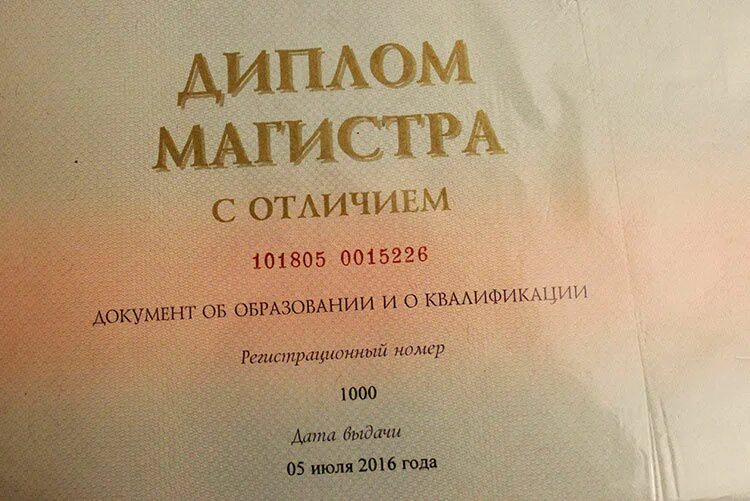 ДИПЛОМ
МАГИСТРА
С ОТЛИЧИЕМ
101805 0015226
ДОКУМЕНТ ОБ ОБРАЗОВАНИИ И О КВАЛИФИКАЦИИ
Регистрационный номер
1000
Дата выдачи
05 июля 2016 года